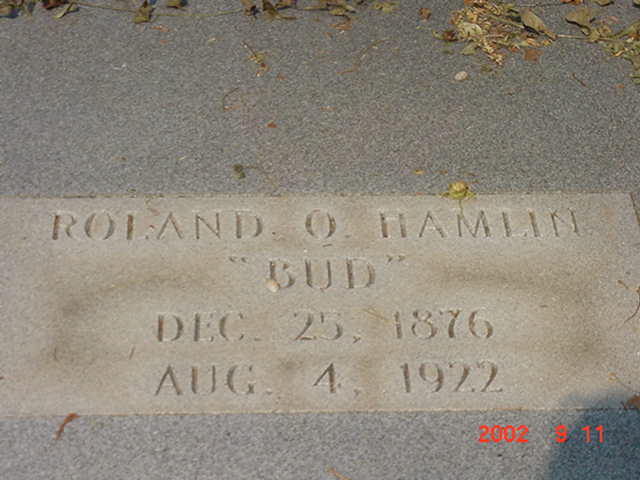 ROLAND O. HAMLIN
"BUD"
DEC. 25, 1876
AUG. 4, 1922
2002 9 11